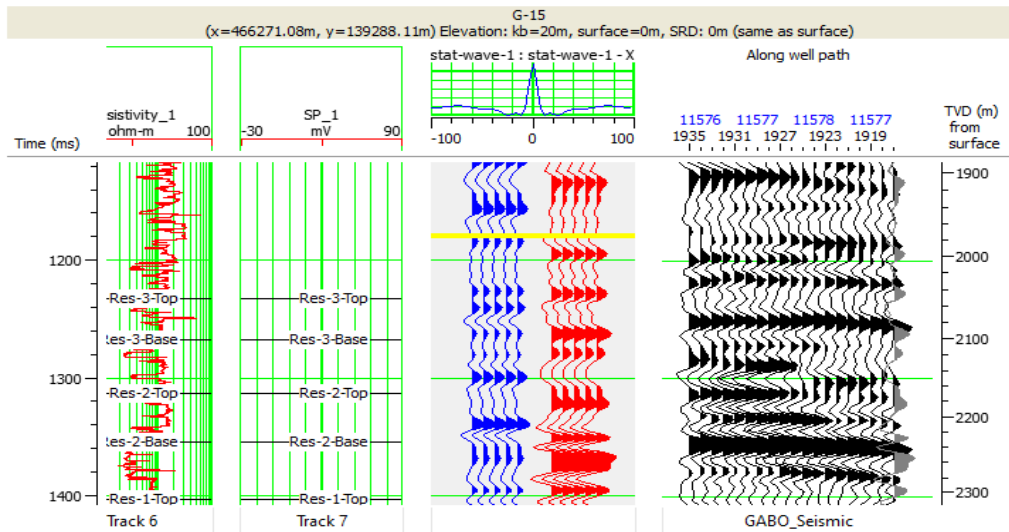 G-15
(x=466271.08m, y=139288.11m) Elevation: kb=20m, surface=0m, SRD: 0m (same as surface)
stat-wave-1 : stat-wave-1 - X
Along well path
sistivity_1
ohm-m 100
SP_1
-30 mV 90
-100 0 100
11576 11577 11578 11577
1935 1931 1927 1923 1919
TVD (m)
from
surface
Time (ms)
1900
1200
2000
-Res-3-Top
Res-3-Top
Res-3-Base
Res-3-Base
2100
1300
-Res-2-Top
Res-2-Top
2200
-Res-2-Base
Res-2-Base
1400
-Res-1-Top
Res-1-Top
2300
Track 6
Track 7
GABO_Seismic